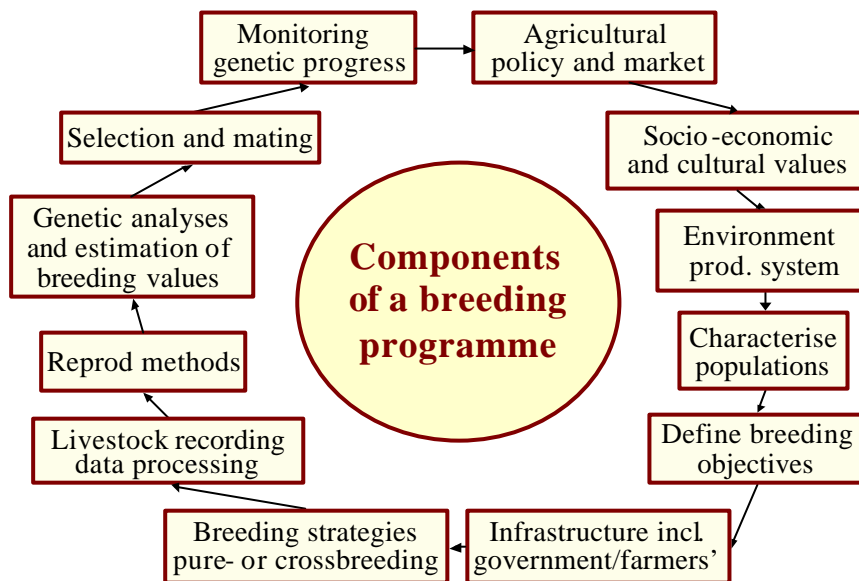 Monitoring
genetic progress
Agricultural
policy and market
Socio-economic
and cultural values
Environment
prod. system
Characterise
populations
Define breeding
objectives
Infrastructure incl.
government/farmers'
Breeding strategies
pure- or crossbreeding
Livestock recording
data processing
Reprod methods
Genetic analyses
and estimation of
breeding values
Selection and mating
Components
of a breeding
programme